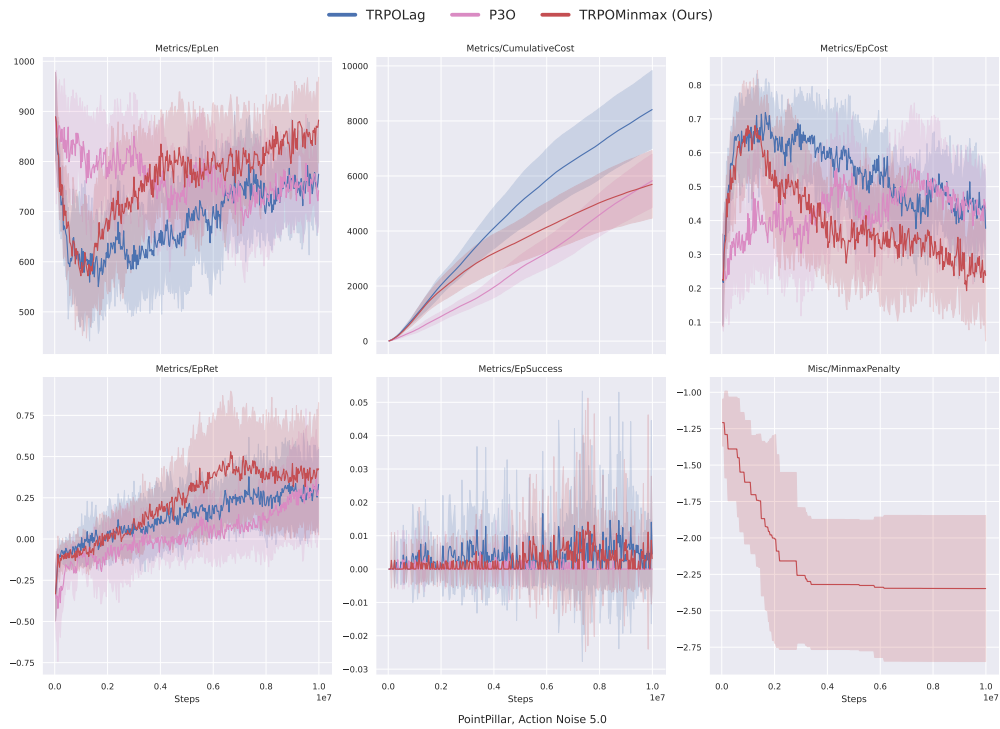 TRPOLag P3O TRPOMinmax (Ours)
Metrics/EpLen
1000
900
800
700
600
500
Metrics/CumulativeCost
10000
8000
6000
4000
2000
0
Metrics/EpCost
0.8
0.7
0.6
0.5
0.4
0.3
0.2
0.1
Metrics/EpRet
0.75
0.50
0.25
0.00
−0.25
−0.50
−0.75
0.0 0.2 0.4 0.6 0.8 1.0
Steps
1e7
Metrics/EpSuccess
0.05
0.04
0.03
0.02
0.01
0.00
−0.01
−0.02
−0.03
0.0 0.2 0.4 0.6 0.8 1.0
Steps
1e7
Misc/MinmaxPenalty
−1.00
−1.25
−1.50
−1.75
−2.00
−2.25
−2.50
−2.75
0.0 0.2 0.4 0.6 0.8 1.0
Steps
1e7
PointPillar, Action Noise 5.0